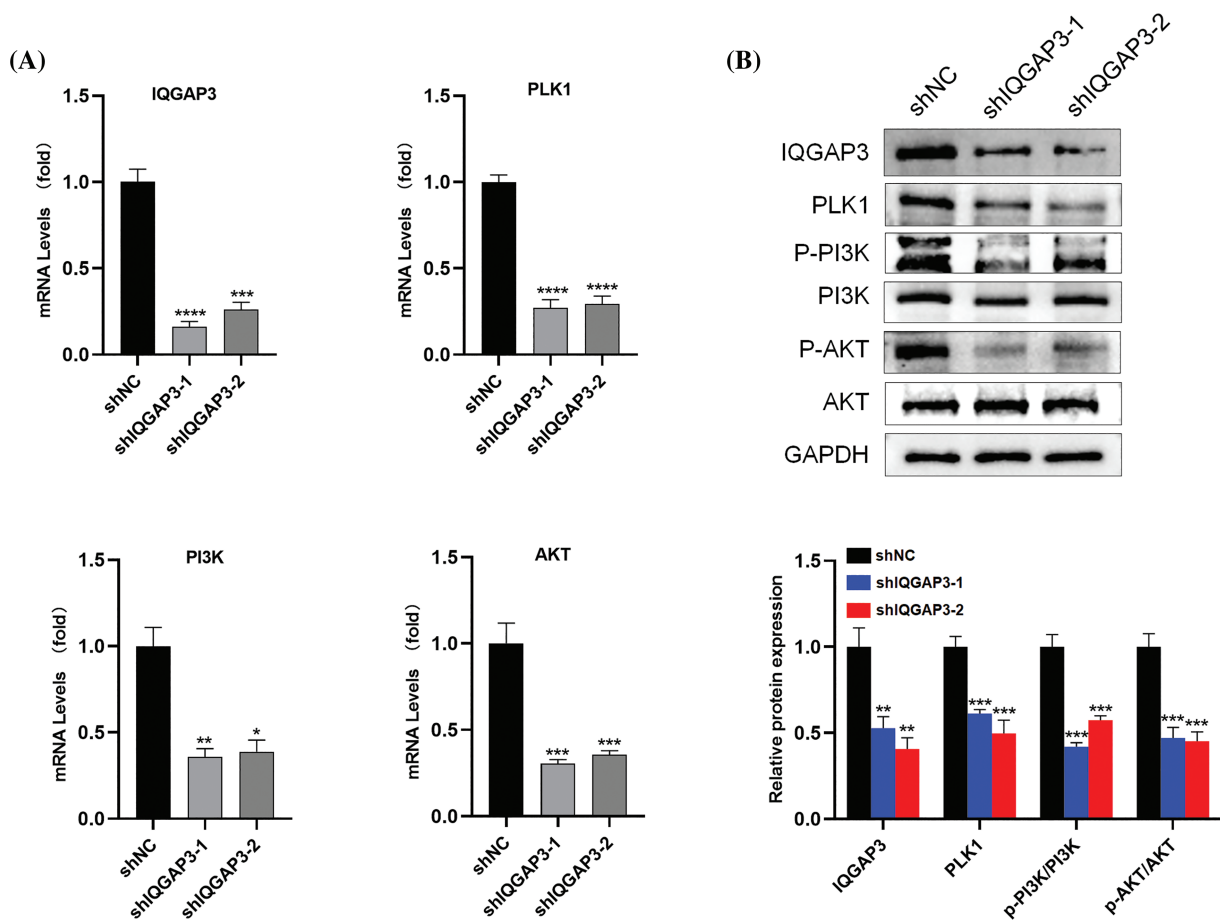 (A)
IQGAP3
mRNA Levels (fold)
1.5
1.0
0.5
0.0
****
***
shNC
shIQGAP3-1
shIQGAP3-2
PLK1
mRNA Levels (fold)
1.5
1.0
0.5
0.0
****
****
shNC
shIQGAP3-1
shIQGAP3-2
PI3K
mRNA Levels (fold)
1.5
1.0
0.5
0.0
**
*
shNC
shIQGAP3-1
shIQGAP3-2
AKT
mRNA Levels (fold)
1.5
1.0
0.5
0.0
***
***
shNC
shIQGAP3-1
shIQGAP3-2
(B)
shNC
shIQGAP3-1
shIQGAP3-2
IQGAP3
PLK1
P-PI3K
PI3K
P-AKT
AKT
GAPDH
Relative protein expression
1.5
1.0
0.5
0.0
shNC
shIQGAP3-1
shIQGAP3-2
**
**
***
***
***
***
***
***
IQGAP3
PLK1
p-PI3K/PI3K
p-AKT/AKT